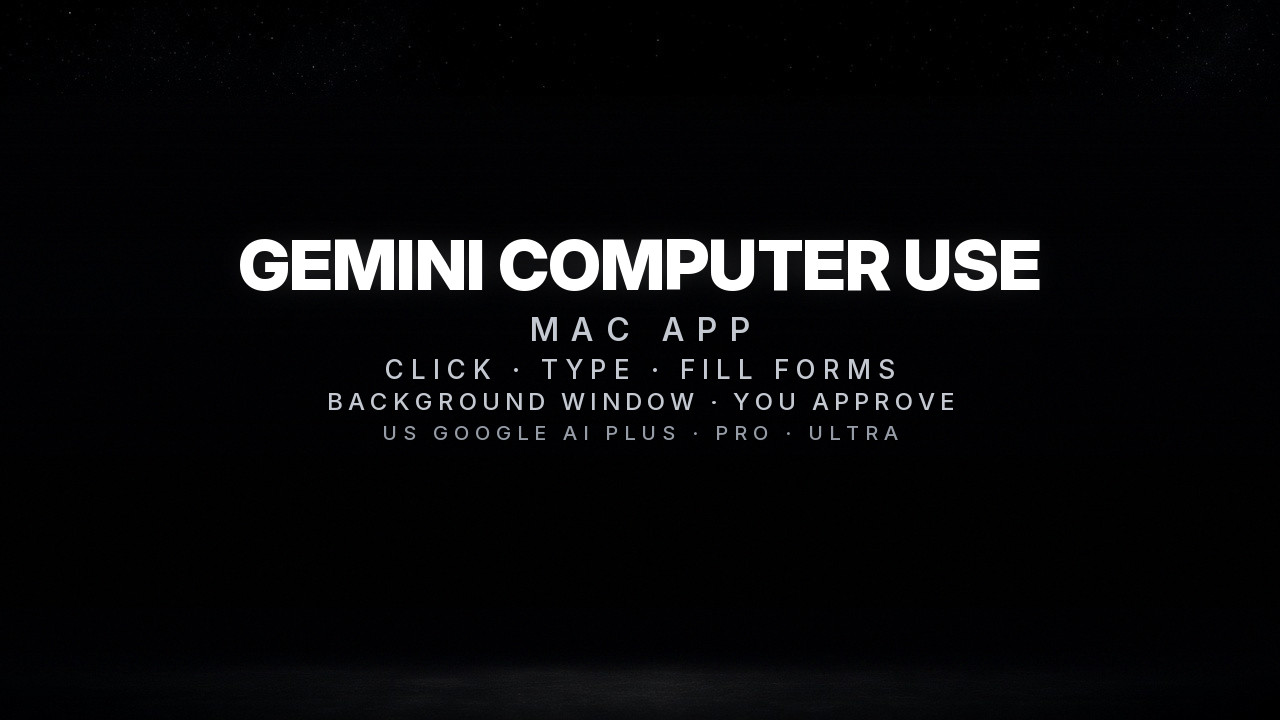 GEMINI COMPUTER USE
MAC APP
CLICK · TYPE · FILL FORMS
BACKGROUND WINDOW · YOU APPROVE
US GOOGLE AI PLUS · PRO · ULTRA